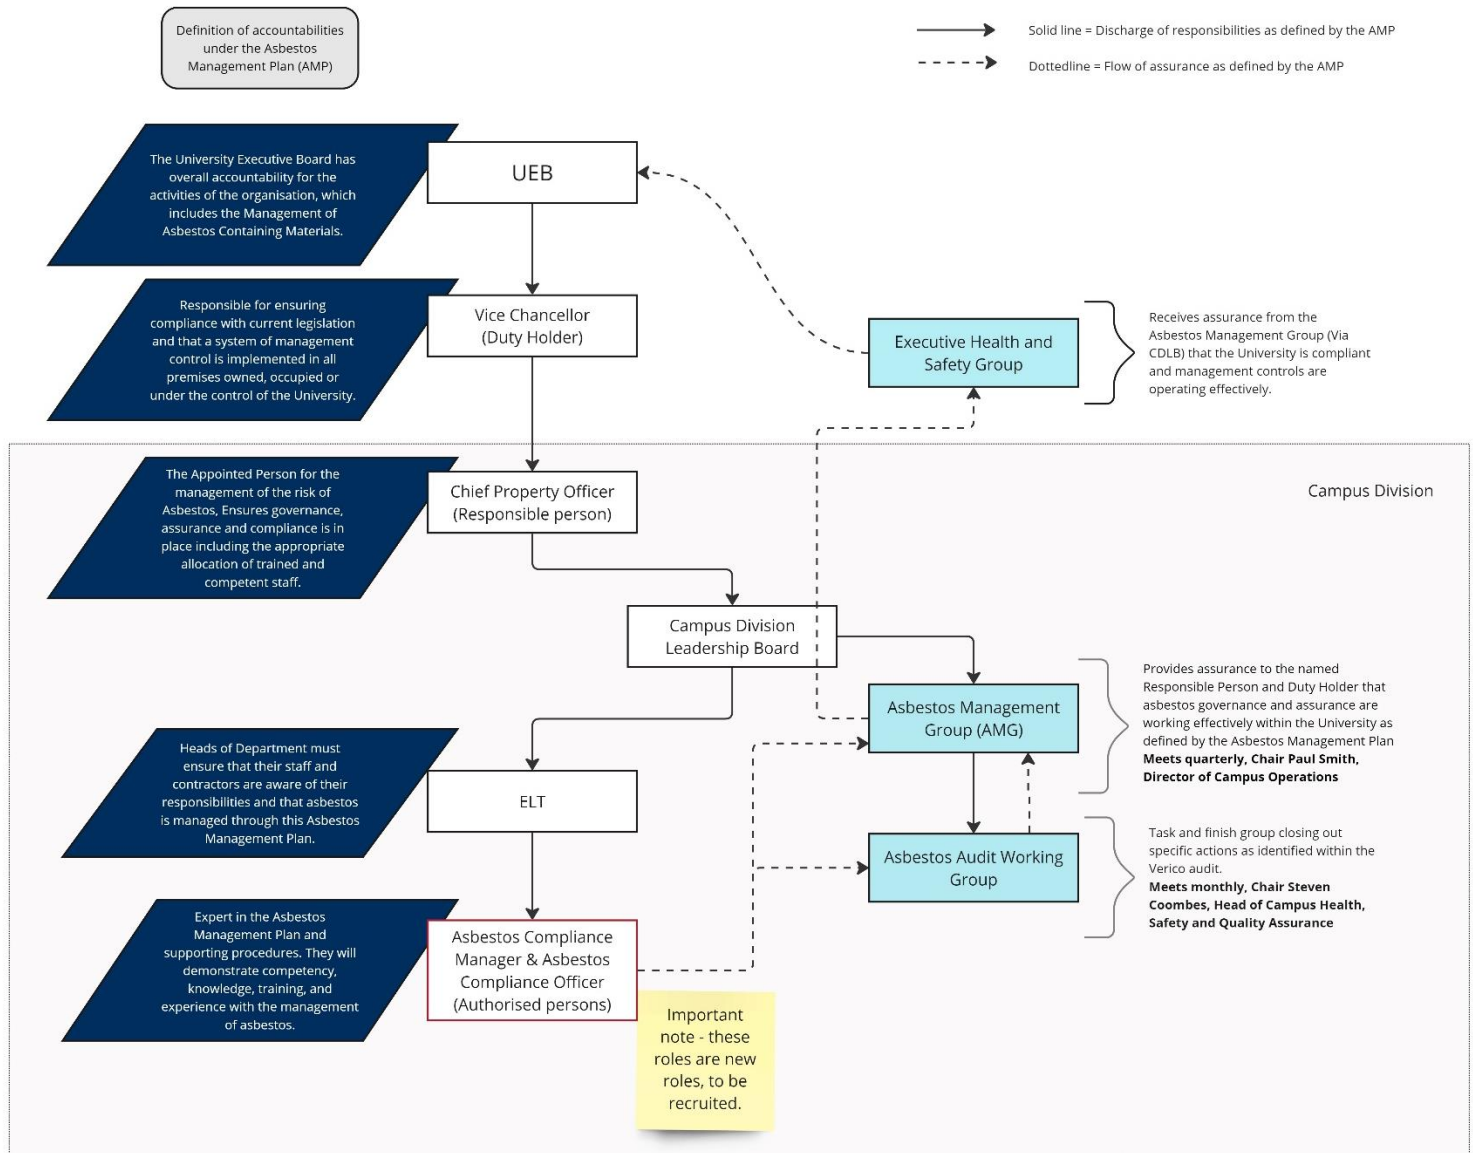 Definition of accountabilities
under the Asbestos
Management Plan (AMP)
Solid line = Discharge of responsibilities as defined by the AMP
Dottedline = Flow of assurance as defined by the AMP
The University Executive Board has
overall accountability for the
activities of the organisation, which
includes the Management of
Asbestos Containing Materials.
UEB
Responsible for ensuring
compliance with current legislation
and that a system of management
control is implemented in all
premises owned, occupied or
under the control of the University.
Vice Chancellor
(Duty Holder)
Executive Health and
Safety Group
Receives assurance from the
Asbestos Management Group (Via
CDLB) that the University is compliant
and management controls are
operating effectively.
The Appointed Person for the
management of the risk of
Asbestos, Ensures governance,
assurance and compliance is in
place including the appropriate
allocation of trained and
competent staff.
Chief Property Officer
(Responsible person)
Campus Division
Campus Division
Leadership Board
Asbestos Management
Group (AMG)
Provides assurance to the named
Responsible Person and Duty Holder that
asbestos governance and assurance are
working effectively within the University as
defined by the Asbestos Management Plan
Meets quarterly, Chair Paul Smith,
Director of Campus Operations
Heads of Department must
ensure that their staff and
contractors are aware of their
responsibilities and that asbestos
is managed through this Asbestos
Management Plan.
ELT
Asbestos Audit Working
Group
Task and finish group closing out
specific actions as identified within the
Verico audit.
Meets monthly, Chair Steven
Coombes, Head of Campus Health,
Safety and Quality Assurance
Expert in the Asbestos
Management Plan and
supporting procedures. They will
demonstrate competency,
knowledge, training, and
experience with the management
of asbestos.
Asbestos Compliance
Manager & Asbestos
Compliance Officer
(Authorised persons)
Important
note - these
roles are new
roles, to be
recruited.